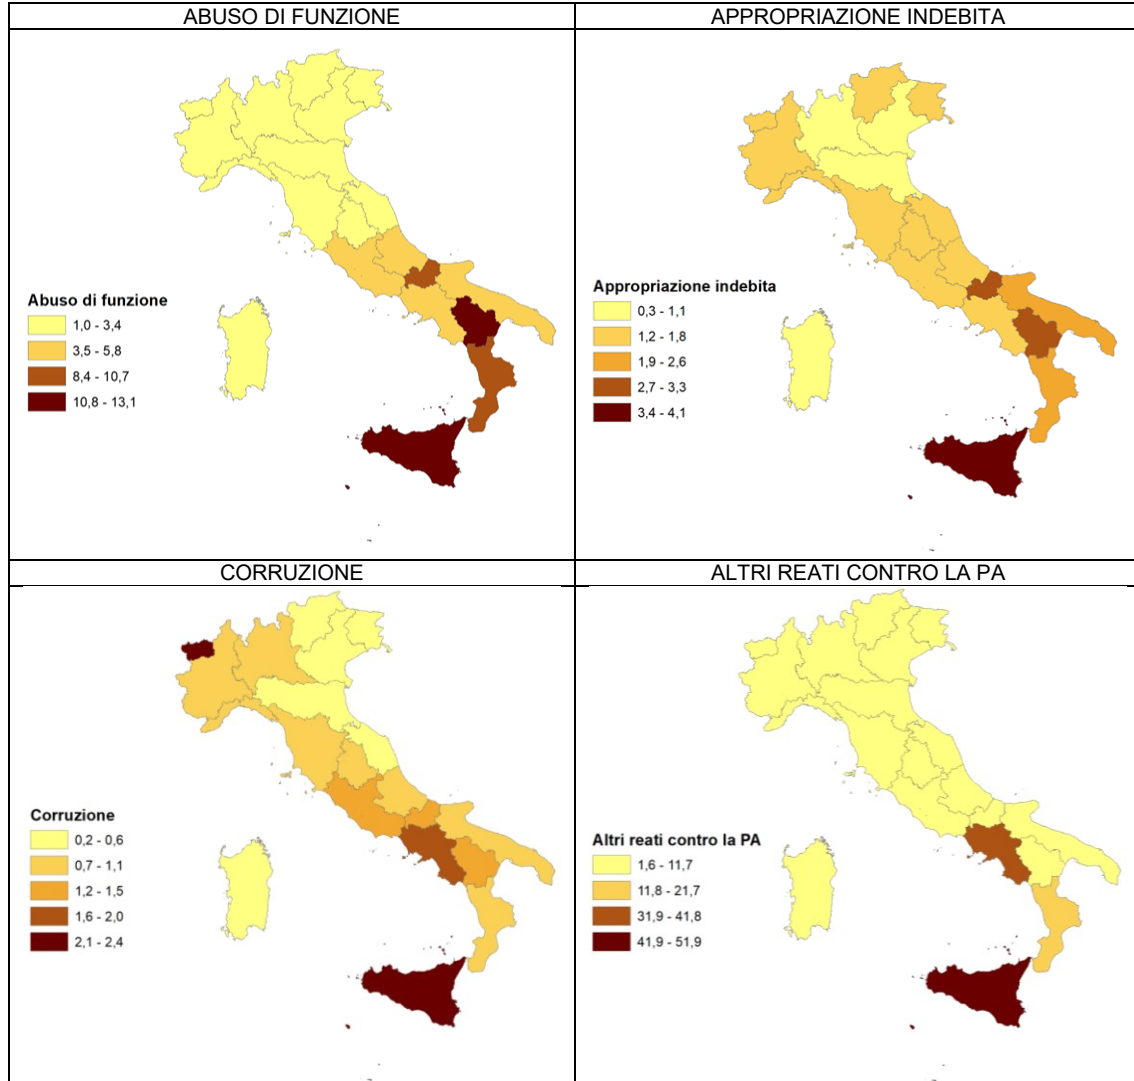 ABUSO DI FUNZIONE
APPROPRIAZIONE INDEBITA
Abuso di funzione
1,0 - 3,4
3,5 - 5,8
8,4 - 10,7
10,8 - 13,1
Appropriazione indebita
0,3 - 1,1
1,2 - 1,8
1,9 - 2,6
2,7 - 3,3
3,4 - 4,1
CORRUZIONE
ALTRI REATI CONTRO LA PA
Corruzione
0,2 - 0,6
0,7 - 1,1
1,2 - 1,5
1,6 - 2,0
2,1 - 2,4
Altri reati contro la PA
1,6 - 11,7
11,8 - 21,7
31,9 - 41,8
41,9 - 51,9